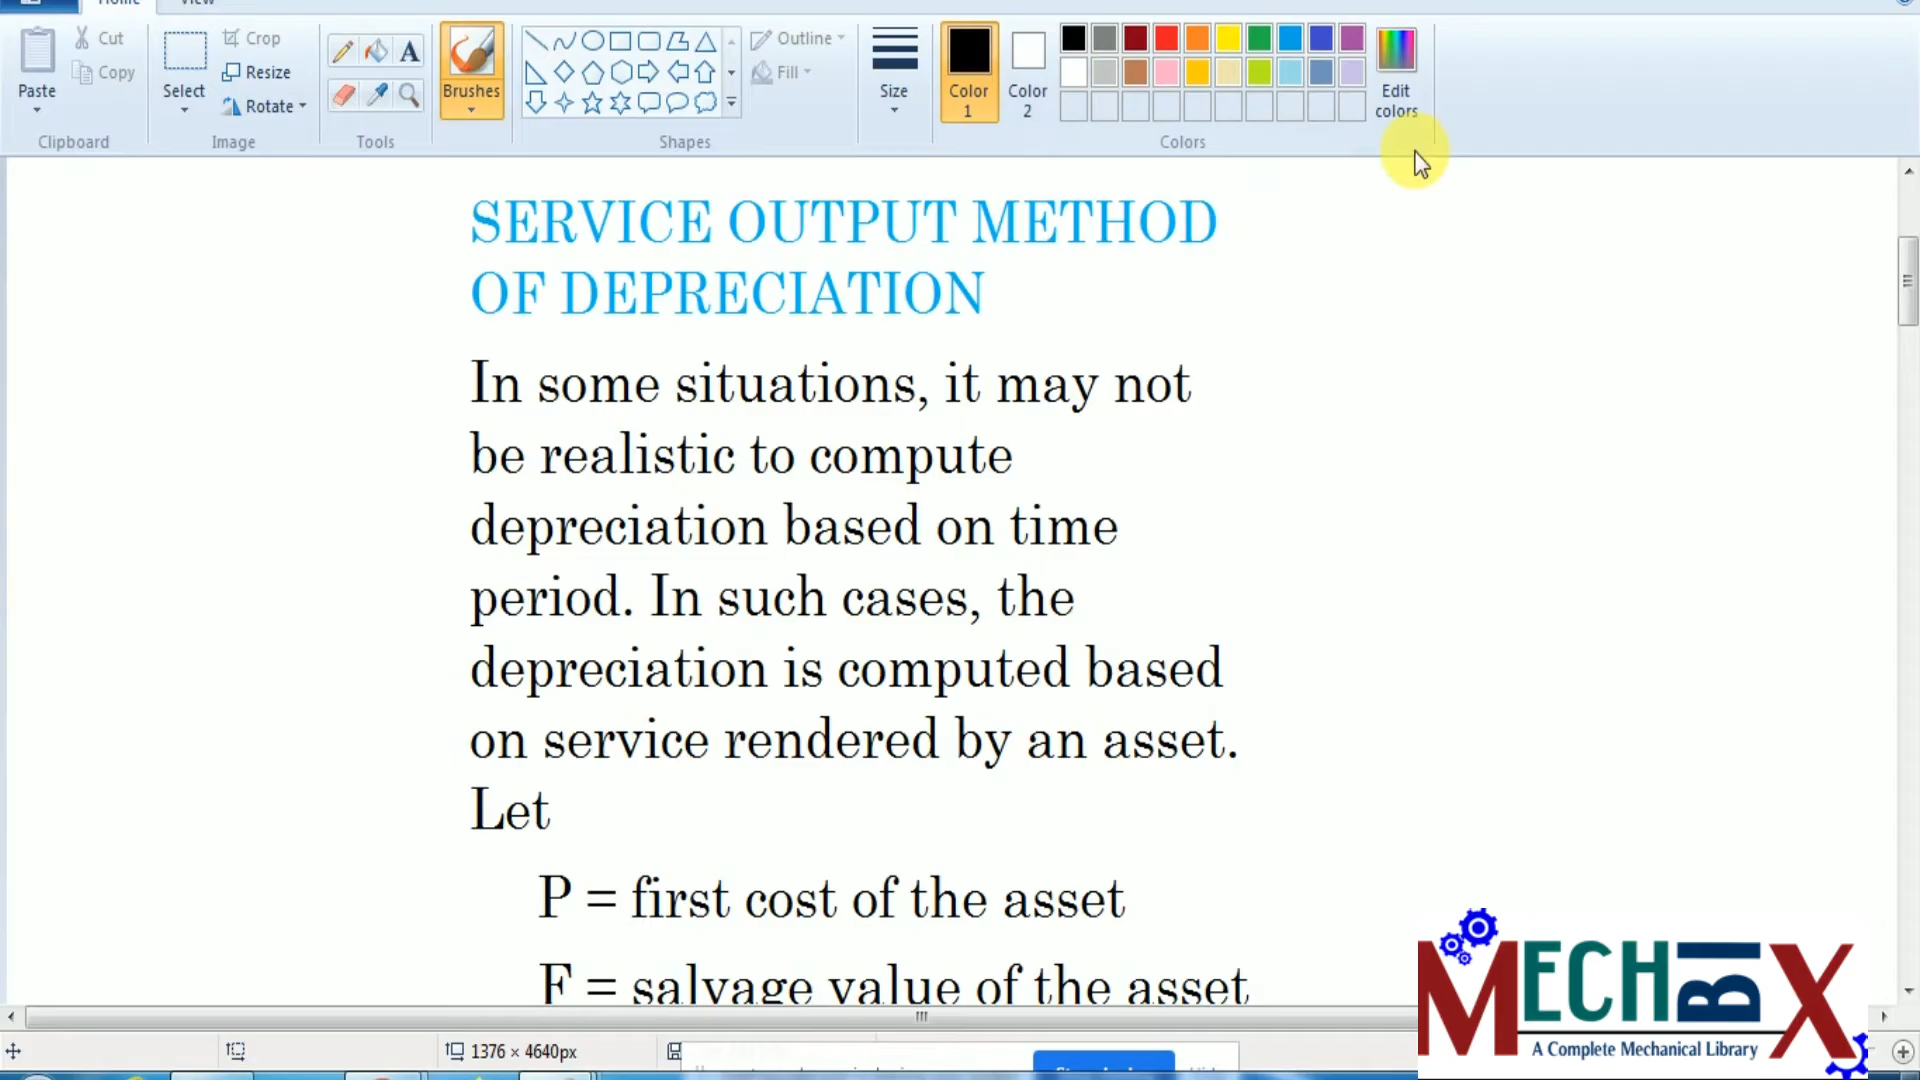 Home View
Paste
Cut
Copy
Clipboard
Select
Crop
Resize
Rotate
Image
Tools
Brushes
Shapes
Outline
Fill
Size
Color 1
Color 2
Edit colors
Colors
SERVICE OUTPUT METHOD
OF DEPRECIATION
In some situations, it may not
be realistic to compute
depreciation based on time
period. In such cases, the
depreciation is computed based
on service rendered by an asset.
Let
P = first cost of the asset
F = salvage value of the asset
MECHBIX
A Complete Mechanical Library
1376 × 4640px